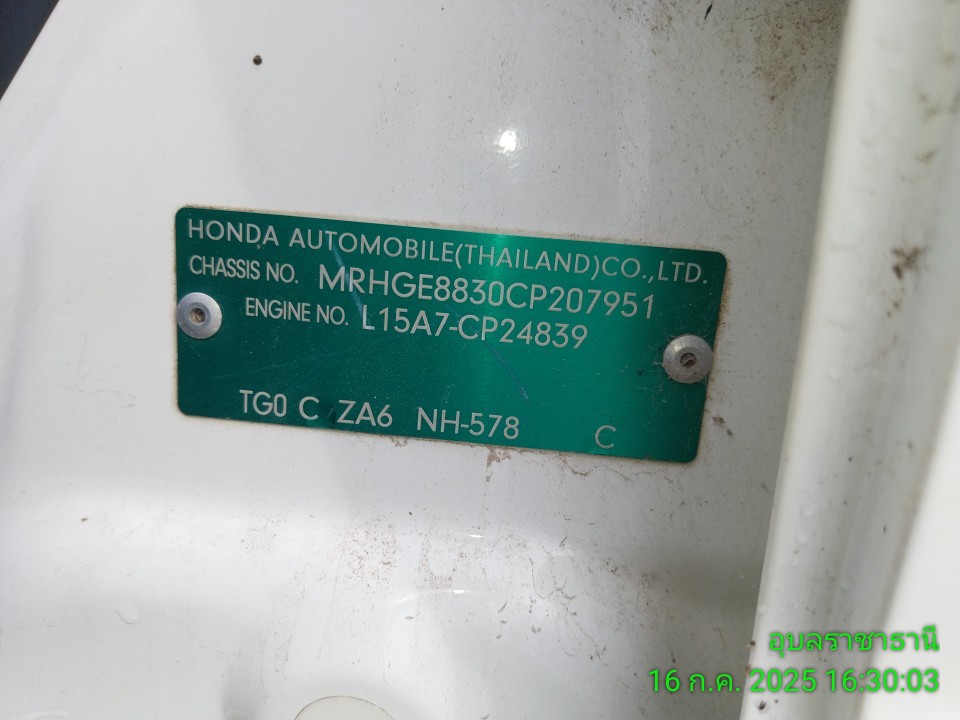 HONDA AUTOMOBILE(THAILAND)CO.,LTD.
CHASSIS NO. MRHGE8830CP207951
ENGINE NO. L15A7-CP24839
TG0 C ZA6 NH-578 C
อุบลราชธานี
16 ก.ค. 2025 16:30:03